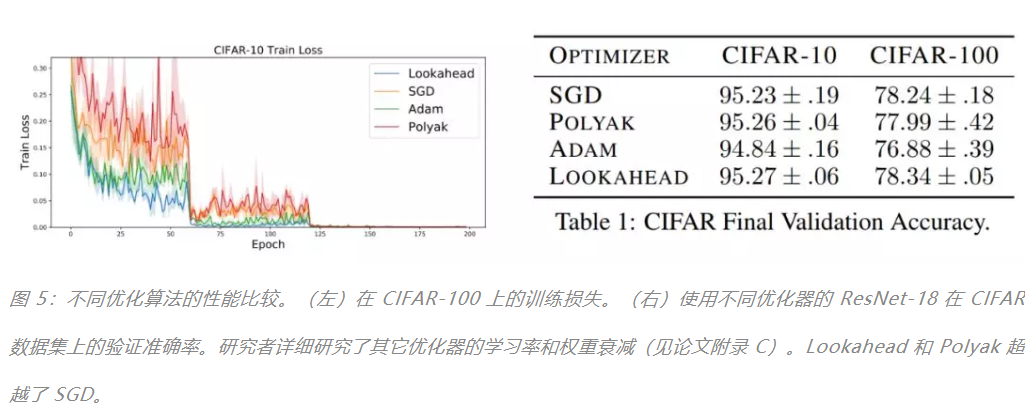 CIFAR-10 Train Loss
Train Loss
0.30
0.25
0.20
0.15
0.10
0.05
0.00
Lookahead
SGD
Adam
Polyak
0 25 50 75 100 125 150 175 200
Epoch
OPTIMIZER CIFAR-10 CIFAR-100
SGD 95.23 ± .19 78.24 ± .18
POLYAK 95.26 ± .04 77.99 ± .42
ADAM 94.84 ± .16 76.88 ± .39
LOOKAHEAD 95.27 ± .06 78.34 ± .05
Table 1: CIFAR Final Validation Accuracy.
图 5：不同优化算法的性能比较。（左）在 CIFAR-100 上的训练损失。（右）使用不同优化器的 ResNet-18 在 CIFAR
数据集上的验证准确率。研究者详细研究了其它优化器的学习率和权重衰减（见论文附录 C）。Lookahead 和 Polyak 超
越了 SGD。